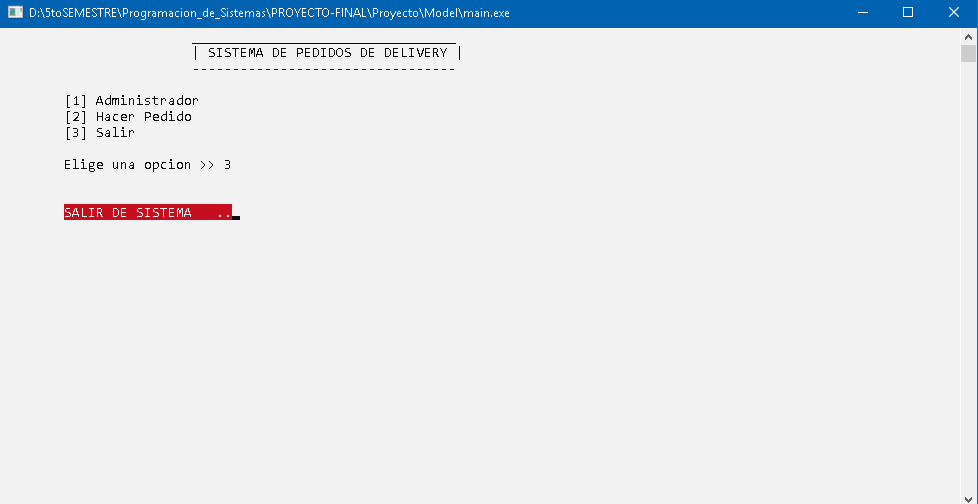 D:\5toSEMESTRE\Programacion_de_Sistemas\PROYECTO-FINAL\Proyecto\Model\main.exe
| SISTEMA DE PEDIDOS DE DELIVERY |
---------------------------------
[1] Administrador
[2] Hacer Pedido
[3] Salir
Elige una opcion >> 3
SALIR DE SISTEMA   ..